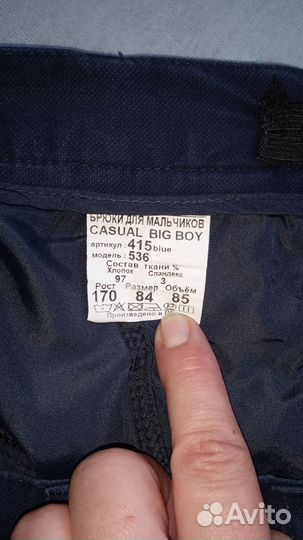 БРЮКИ ДЛЯ МАЛЬЧИКОВ
CASUAL BIG BOY
артикул: 415blue
модель: 536
Состав ткани %
Хлопок Спандекс
97 3
Рост Размер Объём
170 84 85
Произведено в
Avito